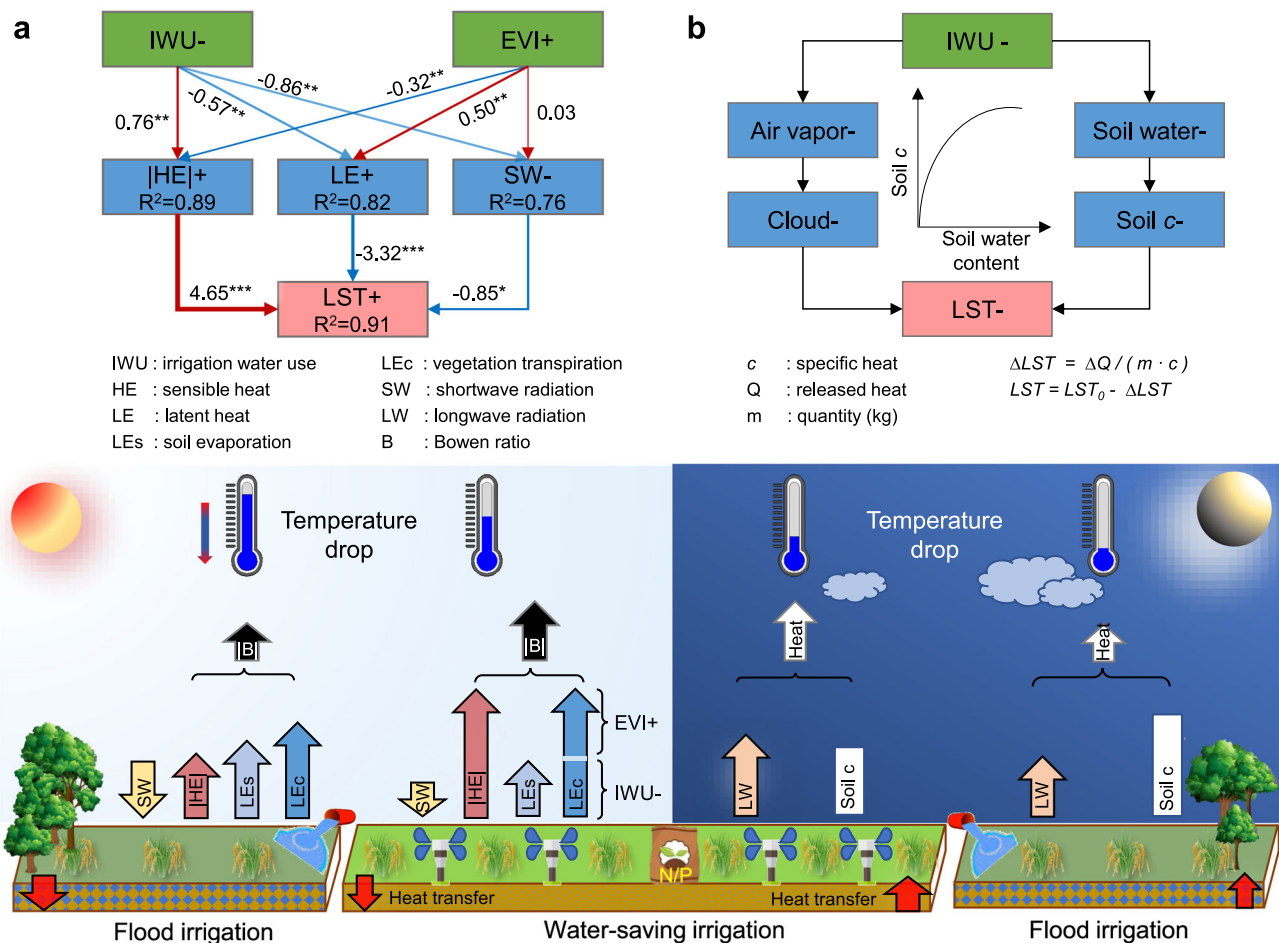 a
IWU-
EVI+
0.76**
-0.57**
-0.86**
-0.32**
0.50**
0.03
|HE|+
R²=0.89
LE+
R²=0.82
SW-
R²=0.76
4.65***
-3.32***
-0.85*
LST+
R²=0.91
IWU : irrigation water use
HE : sensible heat
LE : latent heat
LEs : soil evaporation
LEc : vegetation transpiration
SW : shortwave radiation
LW : longwave radiation
B : Bowen ratio
b
IWU -
Air vapor-
Soil water-
Cloud-
Soil c-
Soil c
Soil water
content
LST-
c : specific heat
Q : released heat
m : quantity (kg)
ΔLST = ΔQ / ( m · c )
LST = LST₀ - ΔLST
Temperature
drop
Temperature
drop
|B|
|B|
Heat
Heat
SW
|HE|
LEs
LEc
SW
|HE|
LEs
LEc
EVI+
IWU-
LW
Soil c
LW
Soil c
N/P
Heat transfer
Heat transfer
Flood irrigation
Water-saving irrigation
Flood irrigation